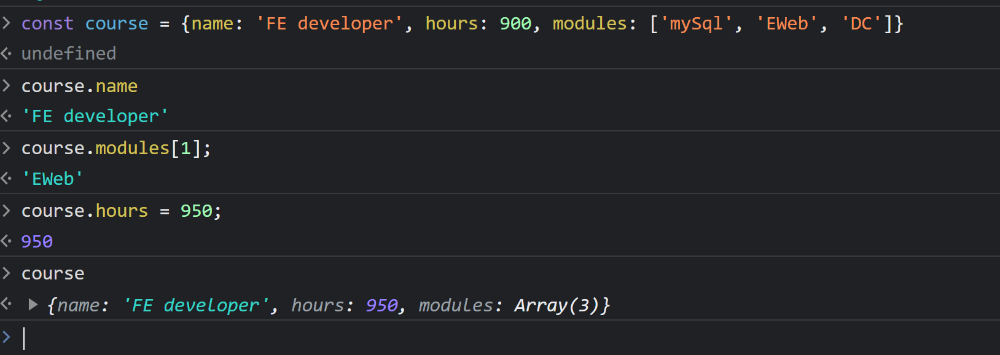 const course = {name: 'FE developer', hours: 900, modules: ['mySql', 'EWeb', 'DC']}
undefined
course.name
'FE developer'
course.modules[1];
'EWeb'
course.hours = 950;
950
course
{name: 'FE developer', hours: 950, modules: Array(3)}